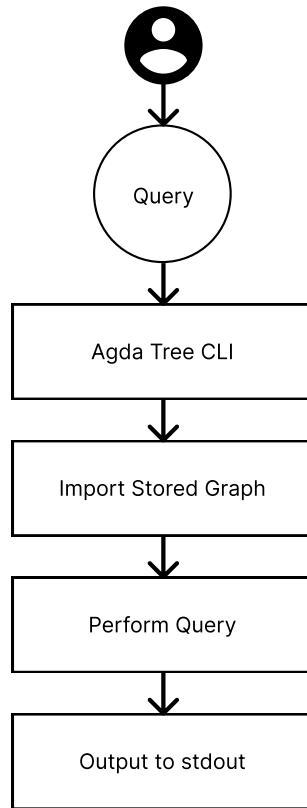 Query
Agda Tree CLI
Import Stored Graph
Perform Query
Output to stdout